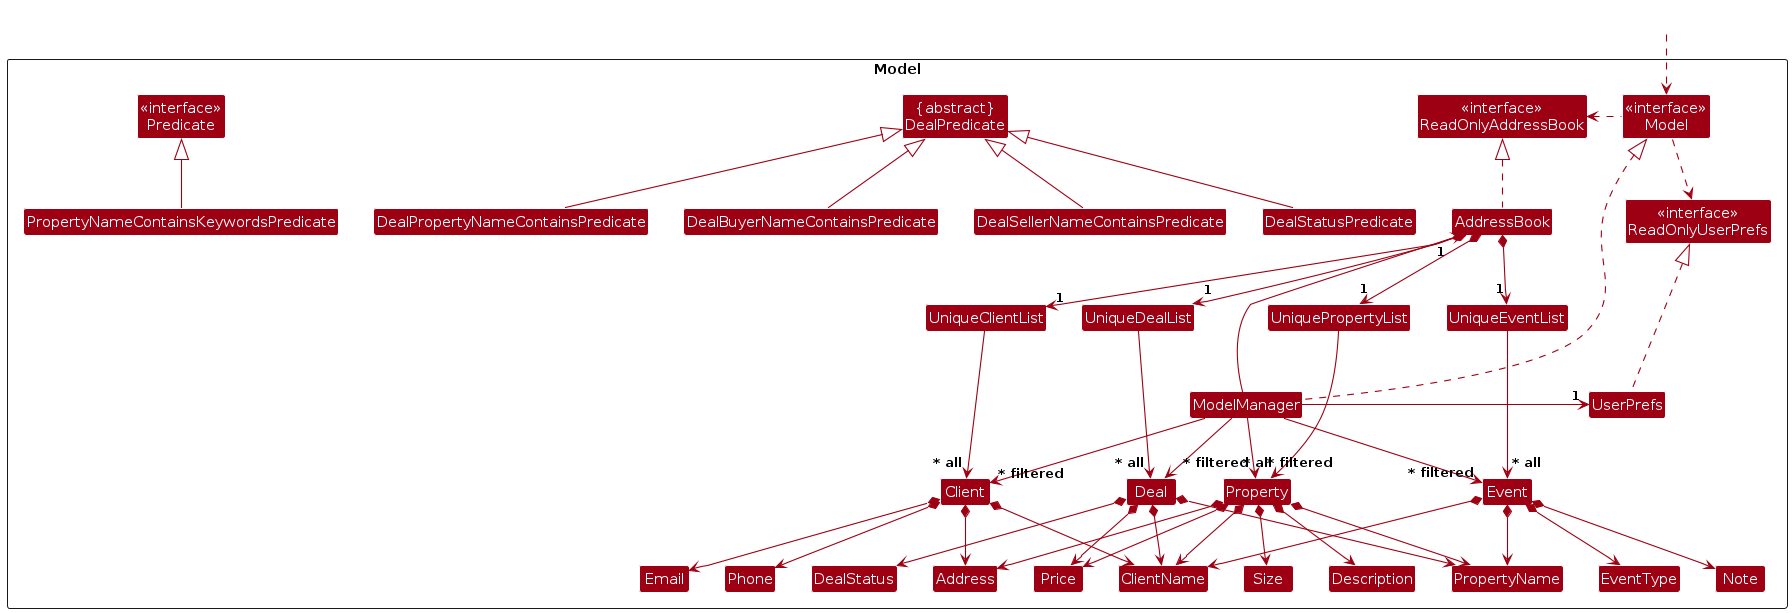 Model
«interface»
Predicate
{abstract}
DealPredicate
«interface»
ReadOnlyAddressBook
«interface»
Model
PropertyNameContainsKeywordsPredicate
DealPropertyNameContainsPredicate
DealBuyerNameContainsPredicate
DealSellerNameContainsPredicate
DealStatusPredicate
AddressBook
«interface»
ReadOnlyUserPrefs
1
1
1
1
1
UniqueClientList
UniqueDealList
UniquePropertyList
UniqueEventList
ModelManager
1
UserPrefs
* all
* filtered
* all
* filtered
* all
* filtered
* filtered
* all
Client
Deal
Property
Event
Email
Phone
DealStatus
Address
Price
ClientName
Size
Description
PropertyName
EventType
Note